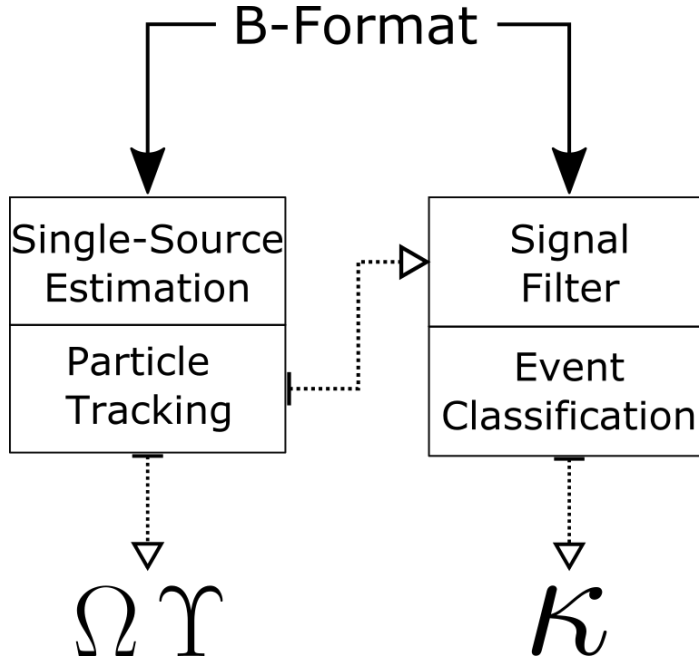 B-Format
Single-Source
Estimation
Particle
Tracking
Signal
Filter
Event
Classification
Ω ϒ
κ